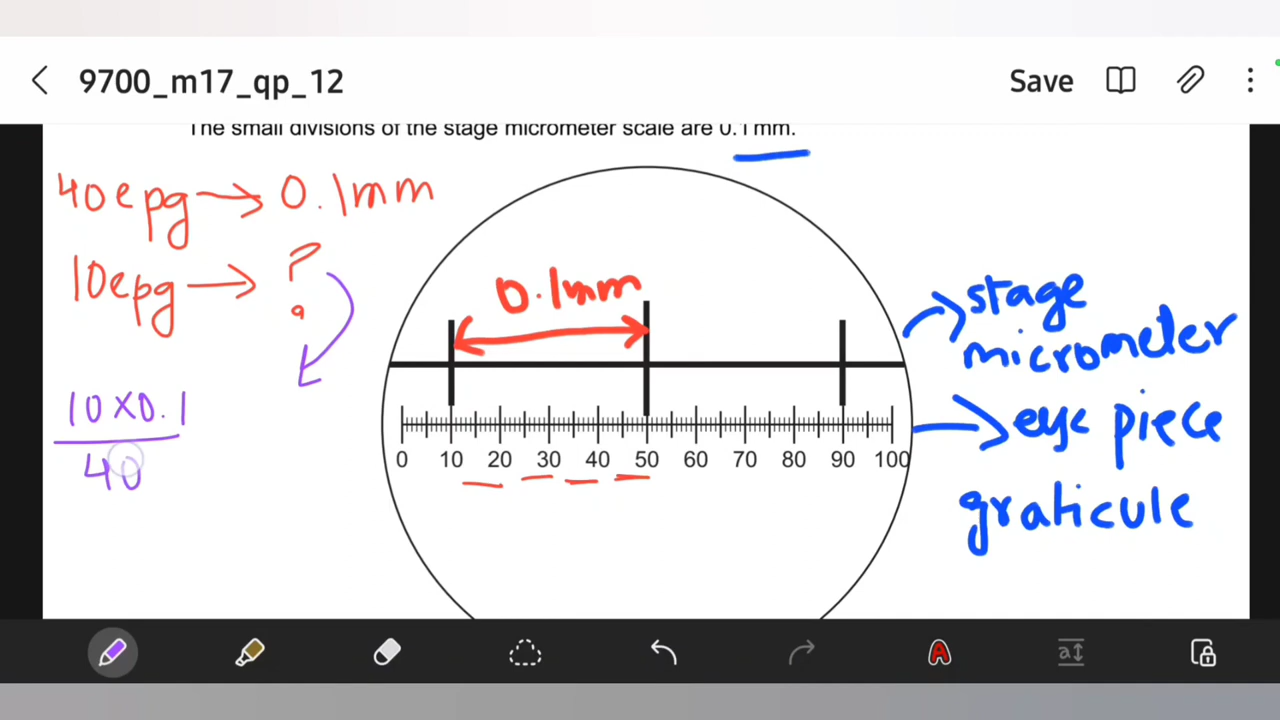 9700_m17_qp_12
Save
The small divisions of the stage micrometer scale are 0.1 mm.
40epg → 0.1mm
10epg → ?
10 × 0.1
40
0.1mm
0 10 20 30 40 50 60 70 80 90 100
→ stage
micrometer
→ eye piece
graticule
A
a